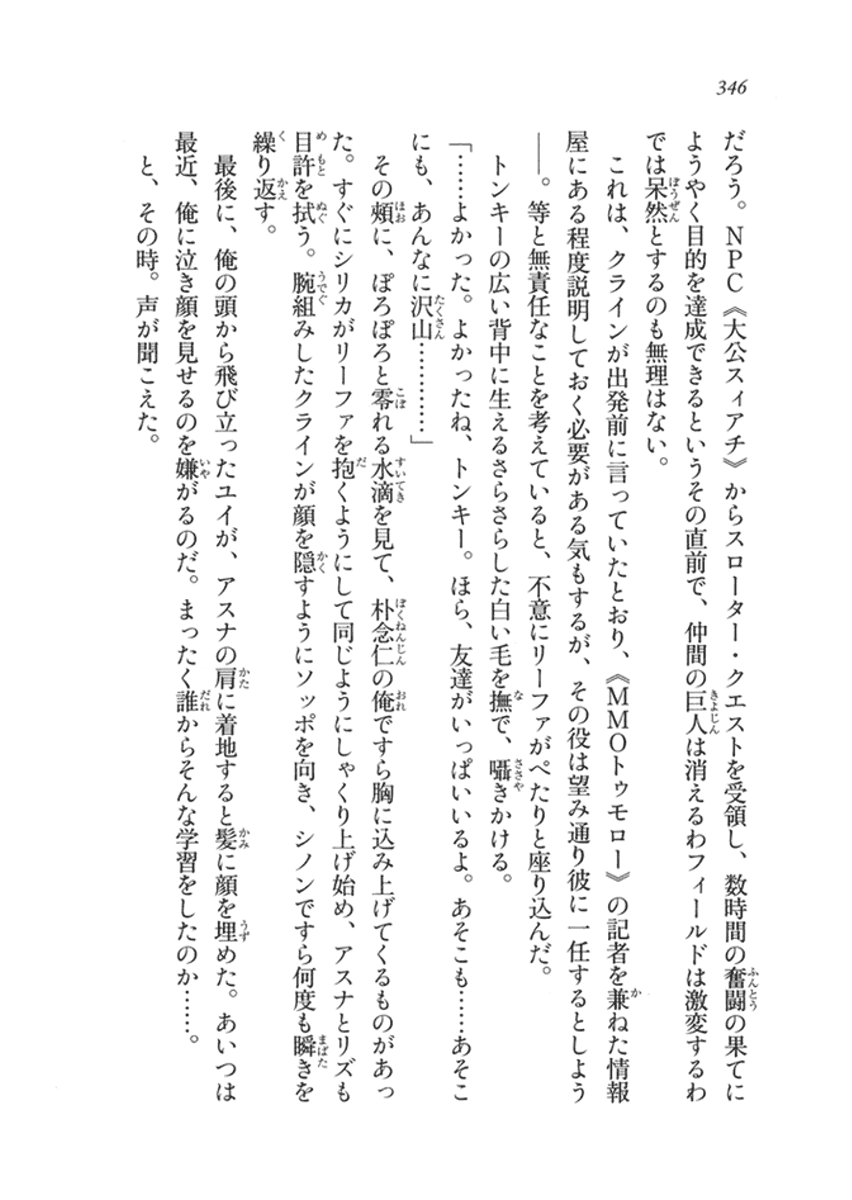 346
だろう。NPC《大公スィアチ》からスローター・クエストを受領し、数時間の奮闘の果てに
ようやく目的を達成できるというその直前で、仲間の巨人は消えるわフィールドは激変するわ
では呆然とするのも無理はない。
これは、クラインが出発前に言っていたとおり、《MMOトゥモロー》の記者を兼ねた情報
屋にある程度説明しておく必要がある気もするが、その役は望み通り彼に一任するとしよう
――。等と無責任なことを考えていると、不意にリーファがぺたりと座り込んだ。
トンキーの広い背中に生えるさらさらした白い毛を撫で、囁きかける。
「……よかった。よかったね、トンキー。ほら、友達がいっぱいいるよ。あそこも……あそこ
にも、あんなに沢山…………」
その頰に、ぽろぽろと零れる水滴を見て、朴念仁の俺ですら胸に込み上げてくるものがあっ
た。すぐにシリカがリーファを抱くようにして同じようにしゃくり上げ始め、アスナとリズも
目許を拭う。腕組みしたクラインが顔を隠すようにソッポを向き、シノンですら何度も瞬きを
繰り返す。
最後に、俺の頭から飛び立ったユイが、アスナの肩に着地すると髪に顔を埋めた。あいつは
最近、俺に泣き顔を見せるのを嫌がるのだ。まったく誰からそんな学習をしたのか……。
と、その時。声が聞こえた。